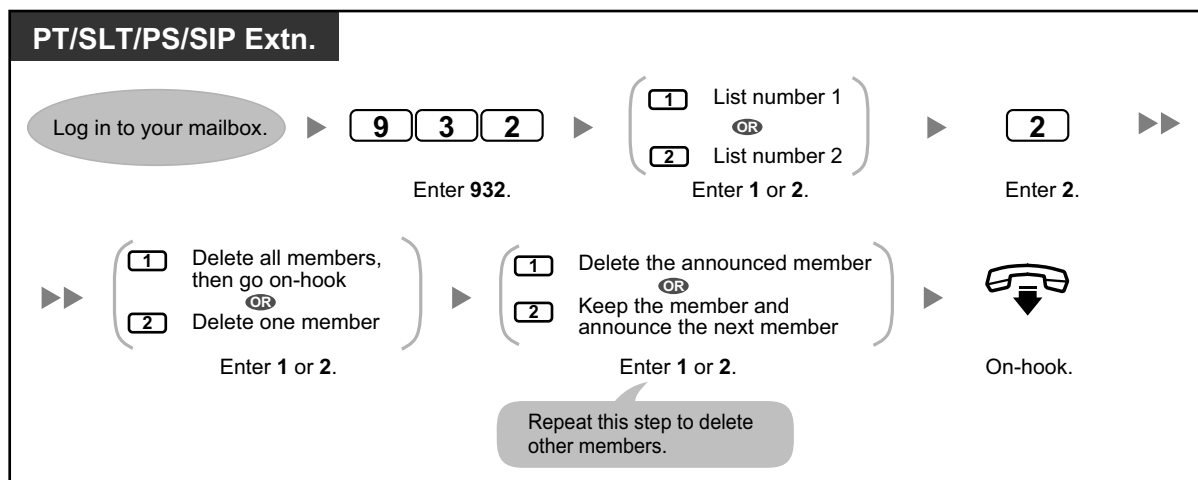 PT/SLT/PS/SIP Extn.
Log in to your mailbox.
9 3 2
Enter 932.
1 List number 1
OR
2 List number 2
Enter 1 or 2.
2
Enter 2.
1 Delete all members,
then go on-hook
OR
2 Delete one member
Enter 1 or 2.
1 Delete the announced member
OR
2 Keep the member and
announce the next member
Enter 1 or 2.
Repeat this step to delete
other members.
On-hook.